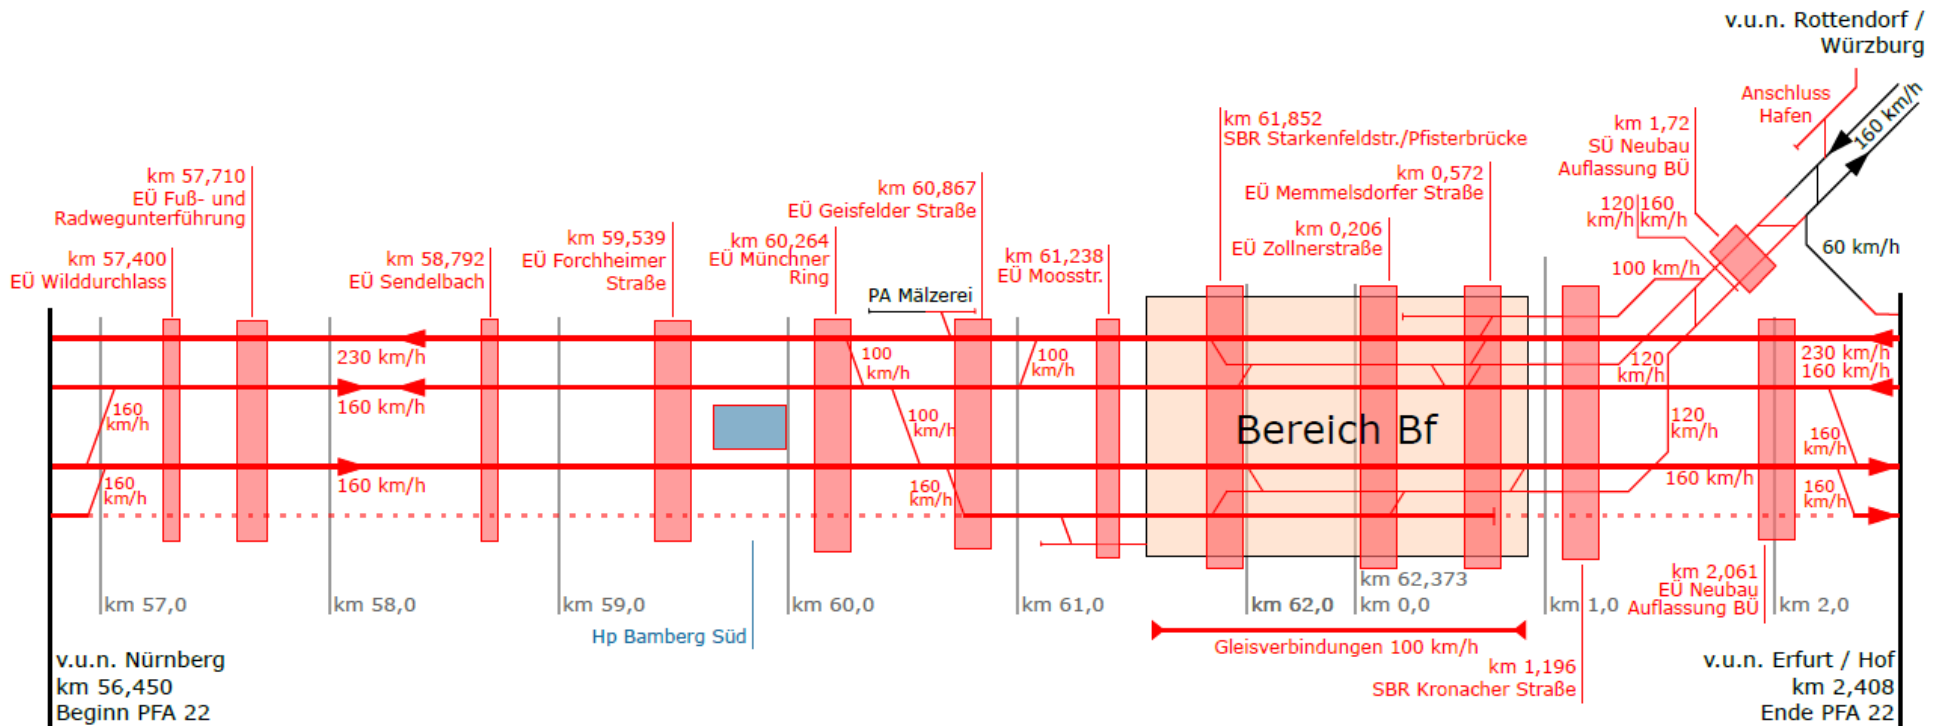 v.u.n. Rottendorf /
Würzburg
Anschluss
Hafen
160 km/h
km 61,852
SBR Starkenfeldstr./Pfisterbrücke
km 1,72
SÜ Neubau
Auflassung BÜ
km 57,710
EÜ Fuß- und
Radwegunterführung
km 60,867
EÜ Geisfelder Straße
km 0,572
EÜ Memmelsdorfer Straße
120
km/h
160
km/h
km 57,400
EÜ Wilddurchlass
km 58,792
EÜ Sendelbach
km 59,539
EÜ Forchheimer
Straße
km 60,264
EÜ Münchner
Ring
km 61,238
EÜ Moosstr.
km 0,206
EÜ Zollnerstraße
60 km/h
100 km/h
PA Mälzerei
230 km/h
100
km/h
100
km/h
120
km/h
230 km/h
160 km/h
160 km/h
160
km/h
100
km/h
Bereich Bf
120
km/h
160
km/h
160
km/h
160 km/h
160
km/h
160 km/h
160
km/h
km 57,0
km 58,0
km 59,0
km 60,0
km 61,0
km 62,0
km 62,373
km 0,0
km 1,0
km 2,061
EÜ Neubau
Auflassung BÜ
km 2,0
Hp Bamberg Süd
Gleisverbindungen 100 km/h
km 1,196
SBR Kronacher Straße
v.u.n. Nürnberg
km 56,450
Beginn PFA 22
v.u.n. Erfurt / Hof
km 2,408
Ende PFA 22